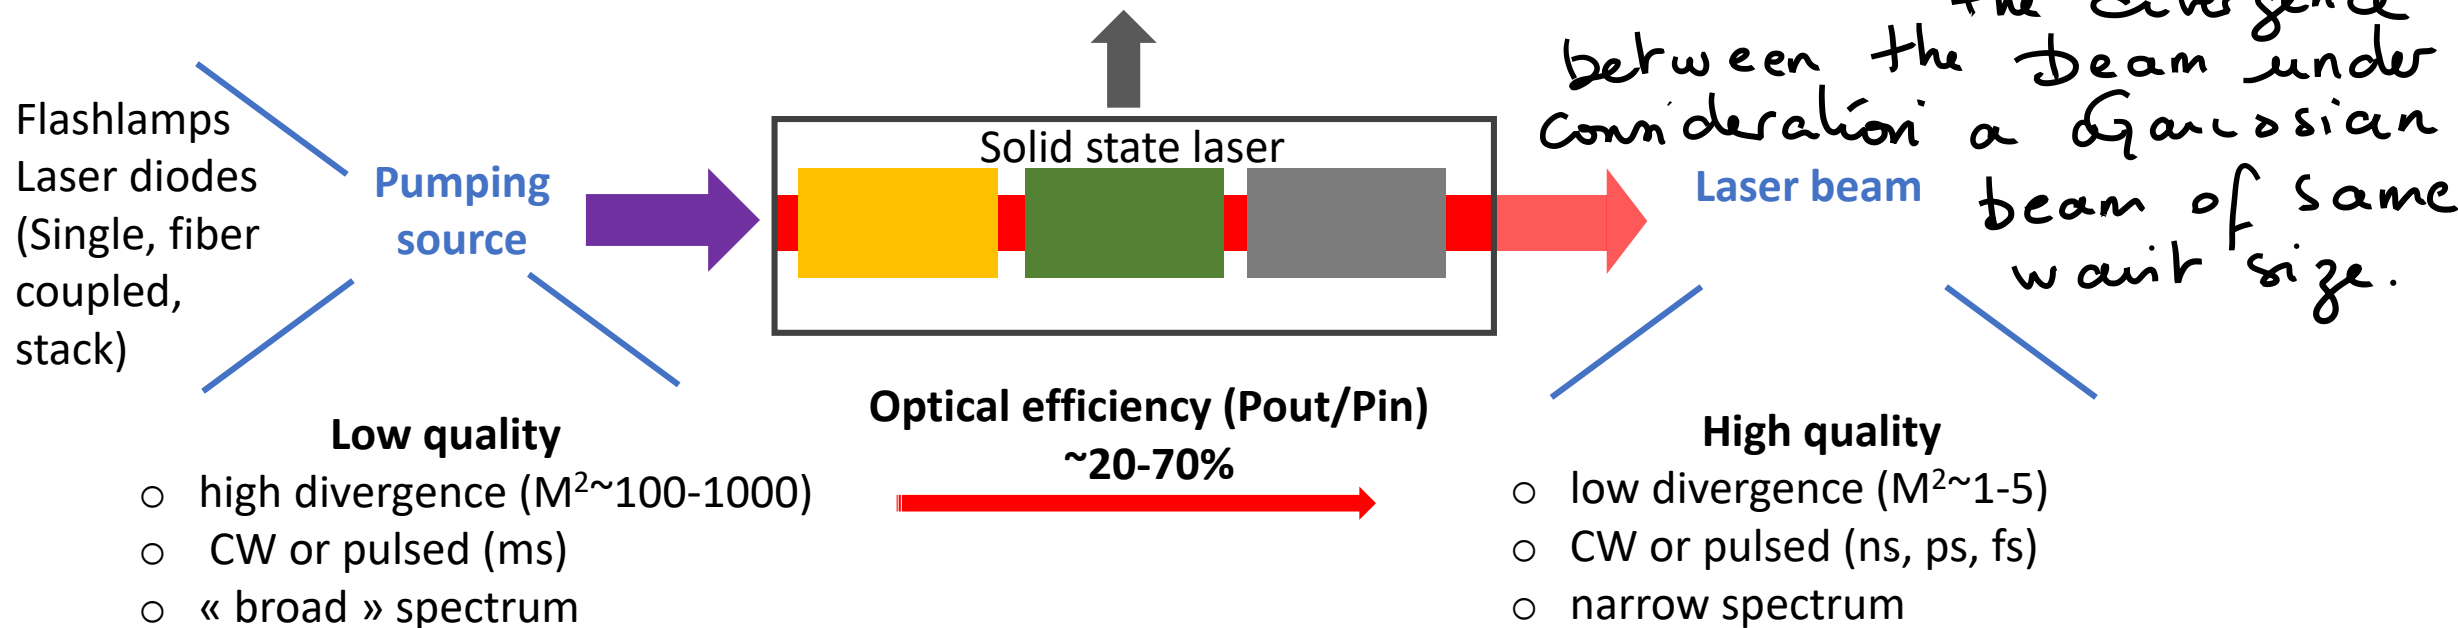 the divergence
between the beam under
consideration a Gaussian
beam of same
waist size.
Flashlamps
Laser diodes
(Single, fiber
coupled,
stack)
Pumping
source
Solid state laser
Laser beam
Optical efficiency (Pout/Pin)
~20-70%
Low quality
○ high divergence (M²~100-1000)
○ CW or pulsed (ms)
○ « broad » spectrum
High quality
○ low divergence (M²~1-5)
○ CW or pulsed (ns, ps, fs)
○ narrow spectrum